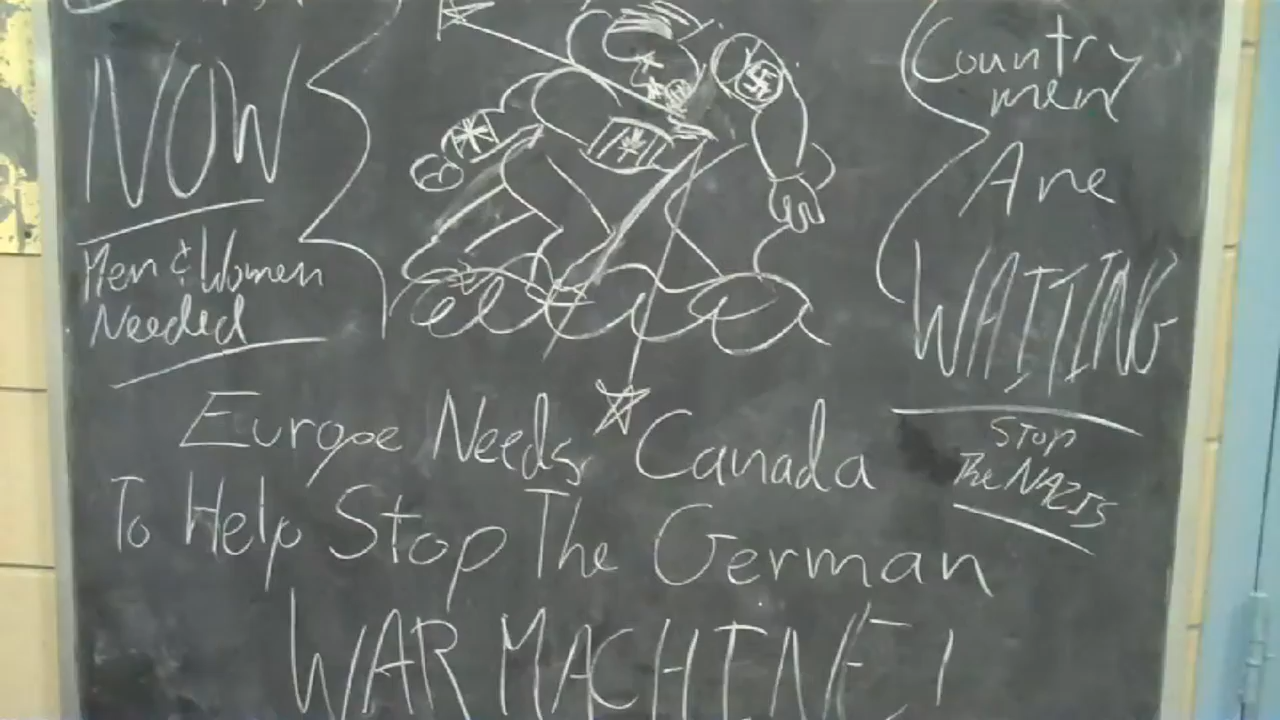 NOW
Men & Women
Needed
Country
men
Are
WAITING
Stop
The NAZIS
Europe Needs Canada
To Help Stop The German
WAR MACHINE!